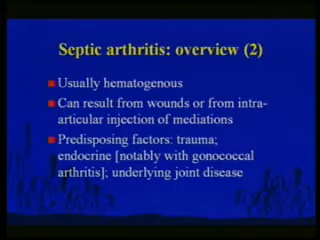 Septic arthritis: overview (2)
Usually hematogenous
Can result from wounds or from intra-
articular injection of mediations
Predisposing factors: trauma;
endocrine [notably with gonococcal
arthritis]; underlying joint disease